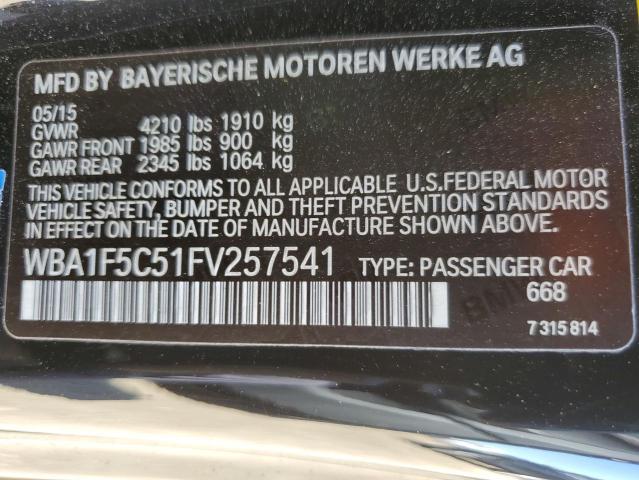 MFD BY BAYERISCHE MOTOREN WERKE AG
05/15
GVWR 4210 lbs 1910 kg
GAWR FRONT 1985 lbs 900 kg
GAWR REAR 2345 lbs 1064 kg
THIS VEHICLE CONFORMS TO ALL APPLICABLE U.S.FEDERAL MOTOR
VEHICLE SAFETY, BUMPER AND THEFT PREVENTION STANDARDS
IN EFFECT ON THE DATE OF MANUFACTURE SHOWN ABOVE.
WBA1F5C51FV257541 TYPE: PASSENGER CAR
668
7 315 814